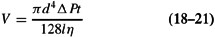 V = πd⁴ΔPt / 128lη (18–21)